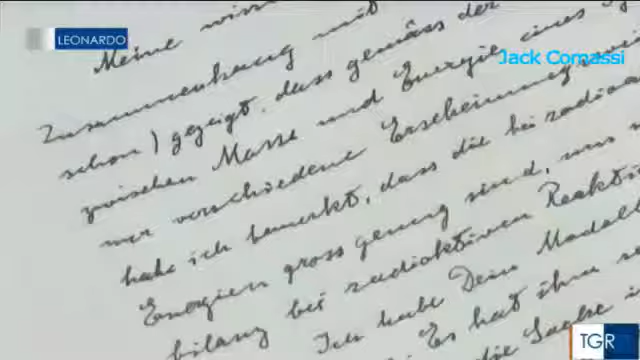 LEONARDO
Jack Comassi
Meine
Zusammenhang mit
schon) gezeigt, dass gemäss der
zwischen Masse und Energie eines
nur verschiedene Erscheinungs
habe ich bemerkt, dass die bei radioa
Energien gross genug sind, um
bilanz bei radioaktiven Reakti
Ich habe Dein
Es hat ihm
die Sache
TGR